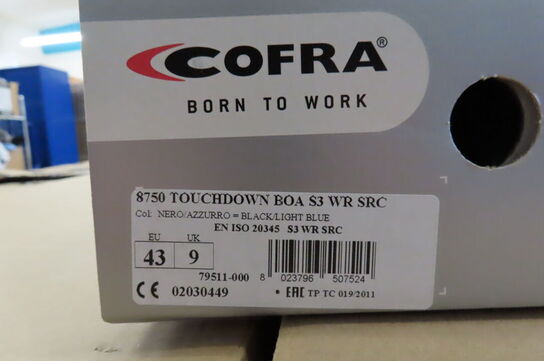 COFRA®
BORN TO WORK
8750 TOUCHDOWN BOA S3 WR SRC
Col: NERO/AZZURRO = BLACK/LIGHT BLUE
EN ISO 20345 S3 WR SRC
EU UK
43 9
79511-000 8 023796 507524
CE 02030449 • EAC TP TC 019/2011